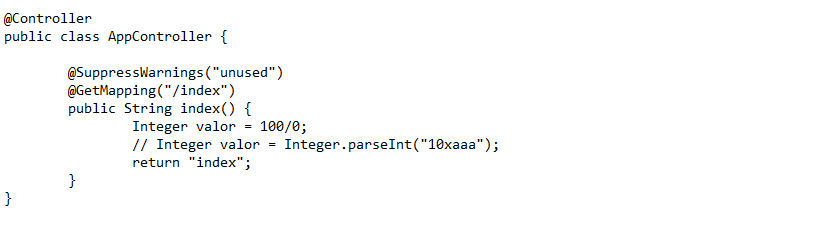 @Controller
public class AppController {
@SuppressWarnings("unused")
@GetMapping("/index")
public String index() {
Integer valor = 100/0;
// Integer valor = Integer.parseInt("10xaaa");
return "index";
}
}